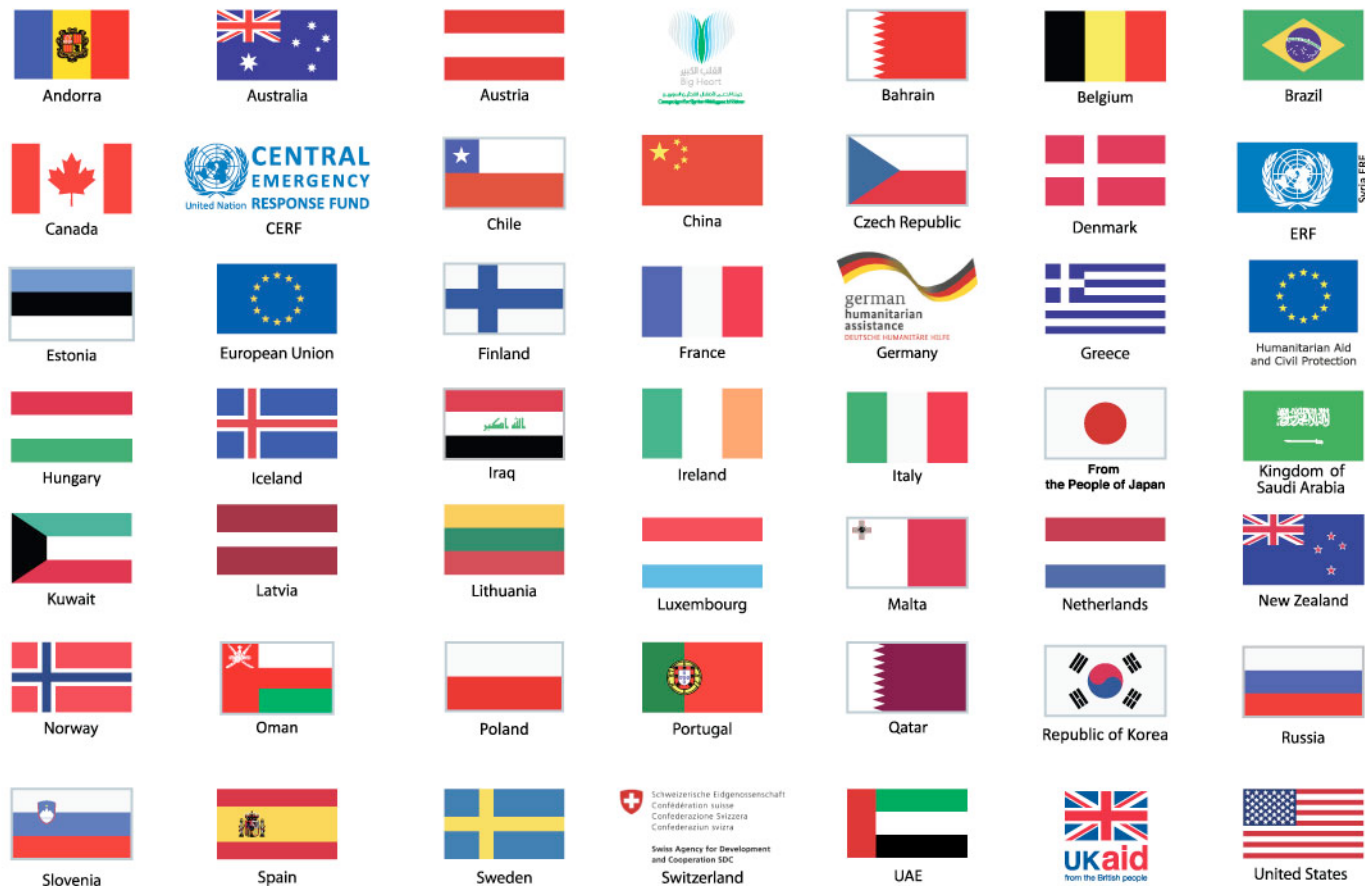 Andorra
Australia
Austria
القلب الكبير
Big Heart
Bahrain
Belgium
Brazil
Canada
United Nation
CENTRAL
EMERGENCY
RESPONSE FUND
CERF
Chile
China
Czech Republic
Denmark
ERF
Syria ERF
Estonia
European Union
Finland
France
german
humanitarian
assistance
DEUTSCHE HUMANITÄRE HILFE
Germany
Greece
Humanitarian Aid
and Civil Protection
Hungary
Iceland
الله اكبر
Iraq
Ireland
Italy
From
the People of Japan
Kingdom of
Saudi Arabia
Kuwait
Latvia
Lithuania
Luxembourg
Malta
Netherlands
New Zealand
Norway
Oman
Poland
Portugal
Qatar
Republic of Korea
Russia
Slovenia
Spain
Sweden
Schweizerische Eidgenossenschaft
Confédération suisse
Confederazione Svizzera
Confederaziun svizra
Swiss Agency for Development
and Cooperation SDC
Switzerland
UAE
UKaid
from the British people
United States